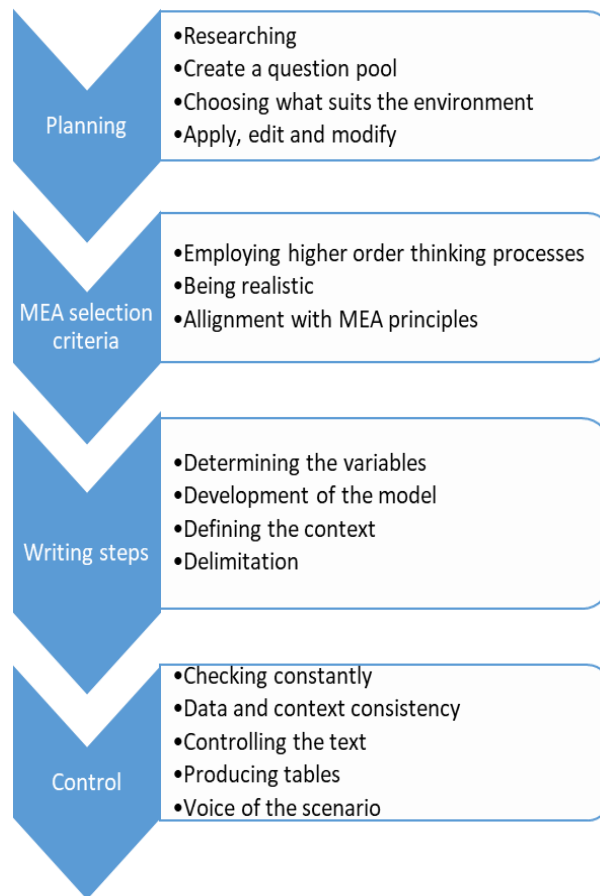 Planning
•Researching
•Create a question pool
•Choosing what suits the environment
•Apply, edit and modify
MEA selection
criteria
•Employing higher order thinking processes
•Being realistic
•Allignment with MEA principles
Writing steps
•Determining the variables
•Development of the model
•Defining the context
•Delimitation
Control
•Checking constantly
•Data and context consistency
•Controlling the text
•Producing tables
•Voice of the scenario